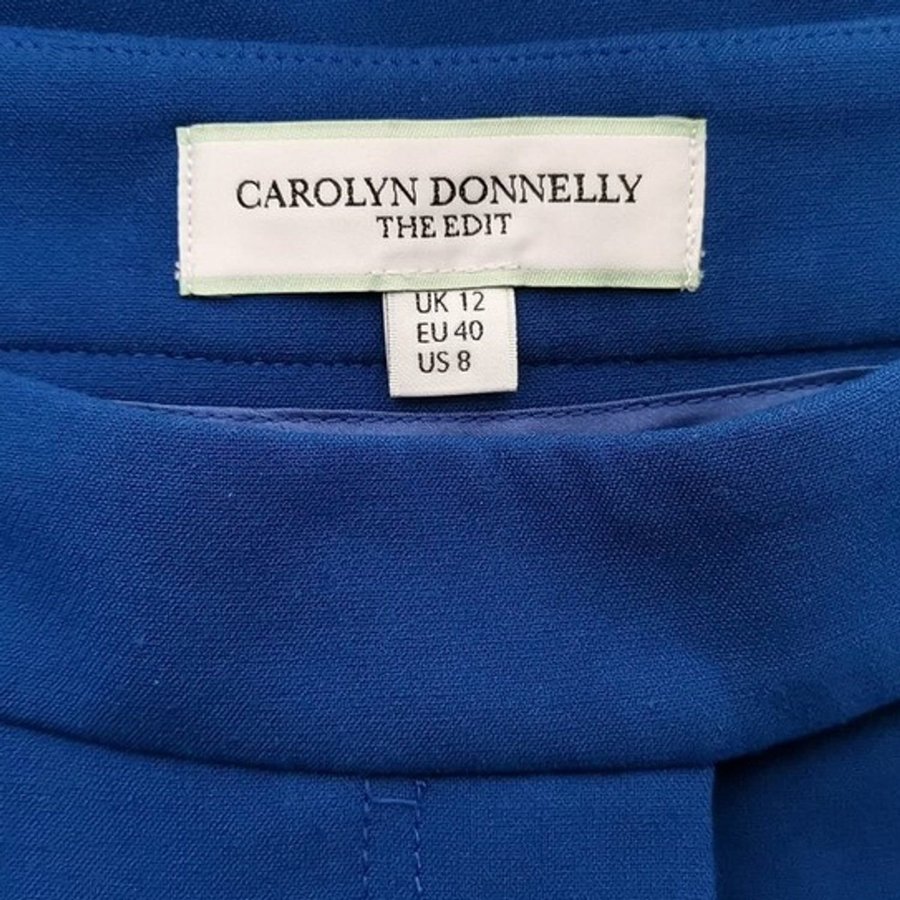 CAROLYN DONNELLY
THE EDIT
UK 12
EU 40
US 8